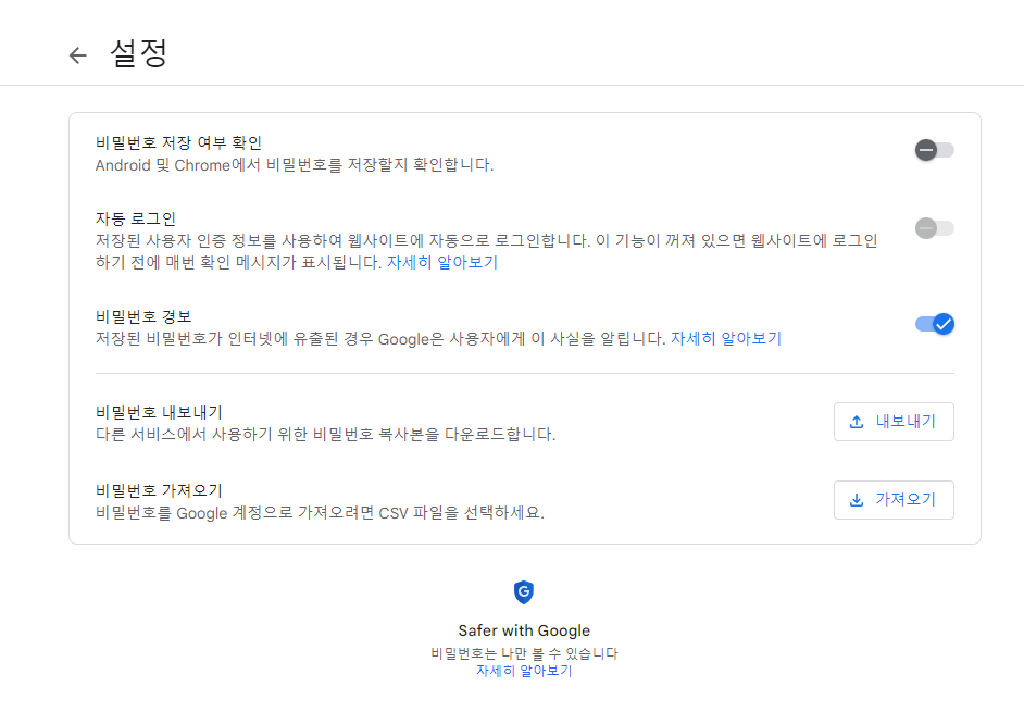 설정
비밀번호 저장 여부 확인
Android 및 Chrome에서 비밀번호를 저장할지 확인합니다.
자동 로그인
저장된 사용자 인증 정보를 사용하여 웹사이트에 자동으로 로그인합니다. 이 기능이 꺼져 있으면 웹사이트에 로그인
하기 전에 매번 확인 메시지가 표시됩니다. 자세히 알아보기
비밀번호 경보
저장된 비밀번호가 인터넷에 유출된 경우 Google은 사용자에게 이 사실을 알립니다. 자세히 알아보기
비밀번호 내보내기
다른 서비스에서 사용하기 위한 비밀번호 복사본을 다운로드합니다.
내보내기
비밀번호 가져오기
비밀번호를 Google 계정으로 가져오려면 CSV 파일을 선택하세요.
가져오기
G
Safer with Google
비밀번호는 나만 볼 수 있습니다
자세히 알아보기